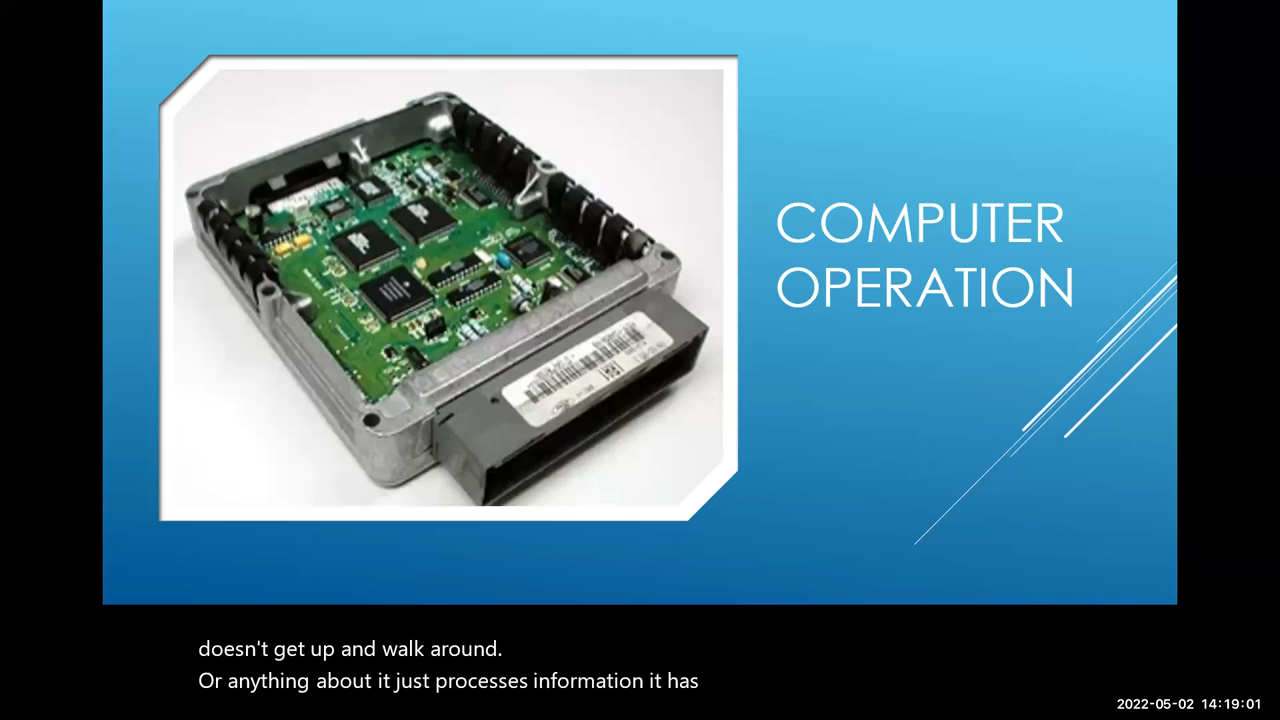 COMPUTER
OPERATION
doesn't get up and walk around.
Or anything about it just processes information it has
2022-05-02 14:19:01